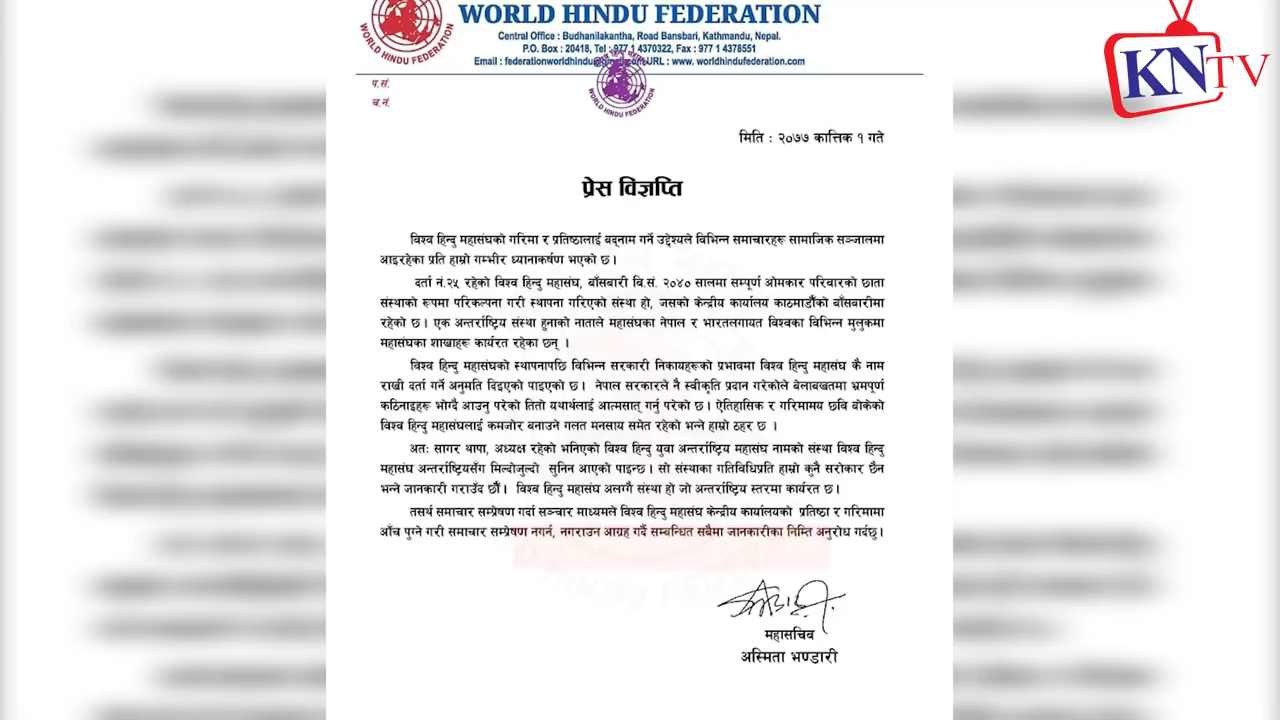 WORLD HINDU FEDERATION
Central Office : Budhanilakantha, Road Bansbari, Kathmandu, Nepal.
P.O. Box : 20418, Tel : 977 1 4370322, Fax : 977 1 4378551
Email : federationworldhindu@gmail.com URL : www. worldhindufederation.com
WORLD HINDU FEDERATION
WORLD HINDU FEDERATION
KNTV
प.सं.
च.नं.
मिति : २०७७ कात्तिक १ गते
प्रेस विज्ञप्ति
विश्व हिन्दु महासंघको गरिमा र प्रतिष्ठालाई बद्नाम गर्ने उद्देश्यले विभिन्न समाचारहरू सामाजिक सञ्जालमा
आइरहेका प्रति हाम्रो गम्भीर ध्यानाकर्षण भएको छ ।
दर्ता नं.२५ रहेको विश्व हिन्दु महासंघ, बाँसबारी बि.सं. २०४० सालमा सम्पूर्ण ओमकार परिवारको छाता
संस्थाको रूपमा परिकल्पना गरी स्थापना गरिएको संस्था हो, जसको केन्द्रीय कार्यालय काठमाडौंको बाँसबारीमा
रहेको छ । एक अन्तर्राष्ट्रिय संस्था हुनाको नाताले महासंघका नेपाल र भारतलगायत विश्वका विभिन्न मुलुकमा
महासंघका शाखाहरू कार्यरत रहेका छन् ।
विश्व हिन्दु महासंघको स्थापनापछि विभिन्न सरकारी निकायहरूको प्रभावमा विश्व हिन्दु महासंघ कै नाम
राखी दर्ता गर्ने अनुमति दिइएको पाइएको छ । नेपाल सरकारले नै स्वीकृति प्रदान गरेकोले बेलाबखतमा भ्रमपूर्ण
कठिनाइहरू भोग्दै आउनु परेको तितो यथार्थलाई आत्मसात् गर्नु परेको छ । ऐतिहासिक र गरिमामय छवि बोकेको
विश्व हिन्दु महासंघलाई कमजोर बनाउने गलत मनसाय समेत रहेको भन्ने हाम्रो ठहर छ ।
अतः सागर थापा, अध्यक्ष रहेको भनिएको विश्व हिन्दु युवा अन्तर्राष्ट्रिय महासंघ नामको संस्था विश्व हिन्दु
महासंघ अन्तर्राष्ट्रियसँग मिल्दोजुल्दो सुनिन आएको पाइन्छ । सो संस्थाका गतिविधिप्रति हाम्रो कुनै सरोकार छैन
भन्ने जानकारी गराउँद छौं । विश्व हिन्दु महासंघ अलग्गै संस्था हो जो अन्तर्राष्ट्रिय स्तरमा कार्यरत छ ।
तसर्थ समाचार सम्प्रेषण गर्दा सञ्चार माध्यमले विश्व हिन्दु महासंघ केन्द्रीय कार्यालयको प्रतिष्ठा र गरिमामा
आँच पुग्ने गरी समाचार सम्प्रेषण नगर्न, नगराउन आग्रह गर्दै सम्बन्धित सबैमा जानकारीका निम्ति अनुरोध गर्दछु।
महासचिब
अस्मिता भण्डारी